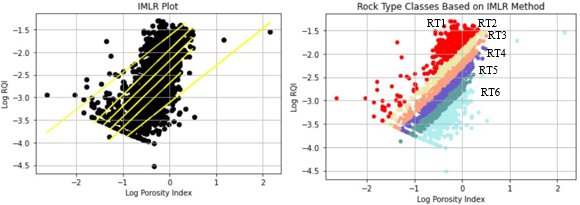 IMLR Plot
Log RQI
-1.5
-2.0
-2.5
-3.0
-3.5
-4.0
-4.5
-2
-1
0
1
2
Log Porosity Index
Rock Type Classes Based on IMLR Method
RT1
RT2
RT3
RT4
RT5
RT6
Log RQI
-1.5
-2.0
-2.5
-3.0
-3.5
-4.0
-4.5
-2
-1
0
1
2
Log Porosity Index